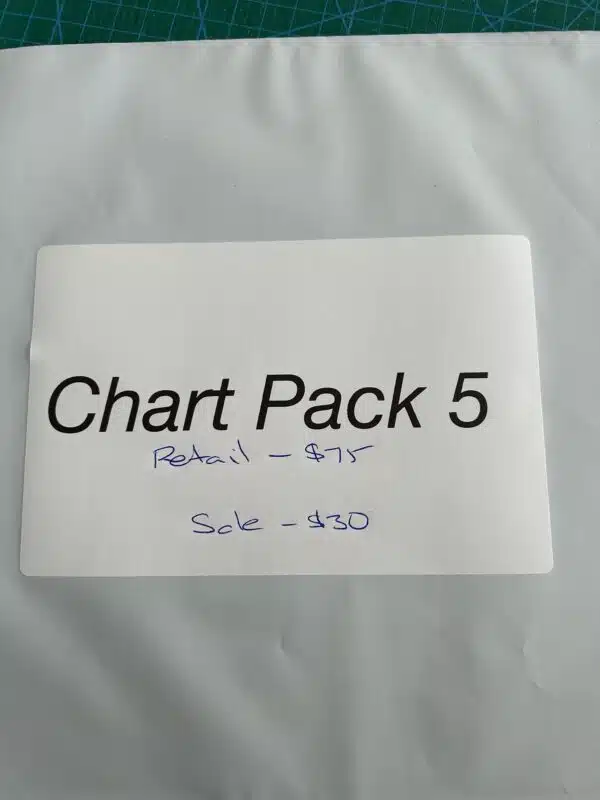 Chart Pack 5
Retail - $75
Sale - $30